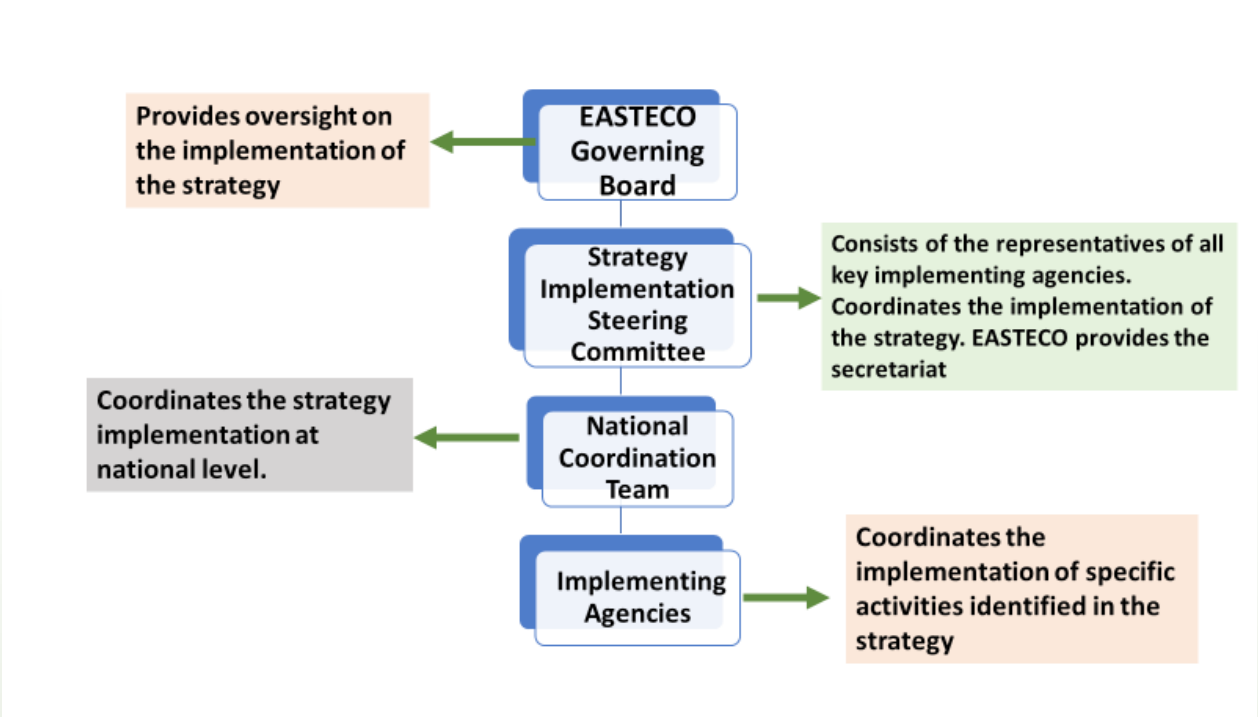 Provides oversight on
the implementation of
the strategy
EASTECO
Governing
Board
Strategy
Implementation
Steering
Committee
Consists of the representatives of all
key implementing agencies.
Coordinates the implementation of
the strategy. EASTECO provides the
secretariat
Coordinates the strategy
implementation at
national level.
National
Coordination
Team
Implementing
Agencies
Coordinates the
implementation of specific
activities identified in the
strategy